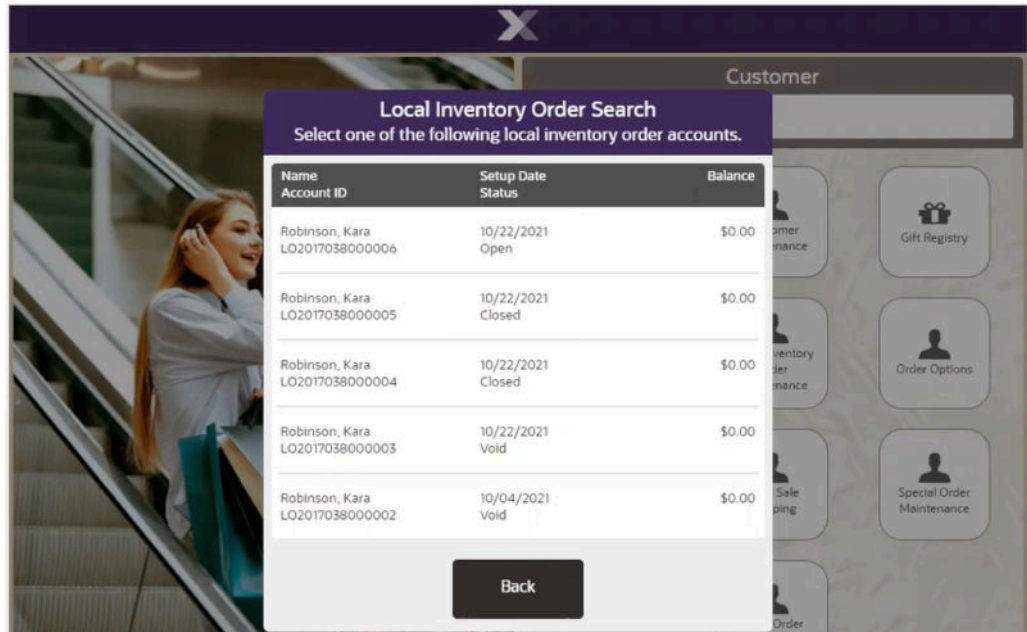 Customer
Local Inventory Order Search
Select one of the following local inventory order accounts.
Name Setup Date Balance
Account ID Status
Robinson, Kara 10/22/2021 $0.00
LO2017038000006 Open
Robinson, Kara 10/22/2021 $0.00
LO2017038000005 Closed
Robinson, Kara 10/22/2021 $0.00
LO2017038000004 Closed
Robinson, Kara 10/22/2021 $0.00
LO2017038000003 Void
Robinson, Kara 10/04/2021 $0.00
LO2017038000002 Void
Back
Gift Registry
Order Options
Sale
Special Order
Maintenance
Order